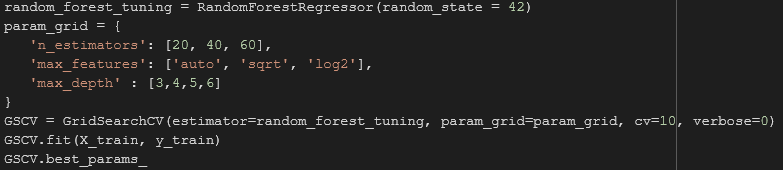 random_forest_tuning = RandomForestRegressor(random_state = 42)
param_grid = {
   'n_estimators': [20, 40, 60],
   'max_features': ['auto', 'sqrt', 'log2'],
   'max_depth' : [3,4,5,6]
}
GSCV = GridSearchCV(estimator=random_forest_tuning, param_grid=param_grid, cv=10, verbose=0)
GSCV.fit(X_train, y_train)
GSCV.best_params_